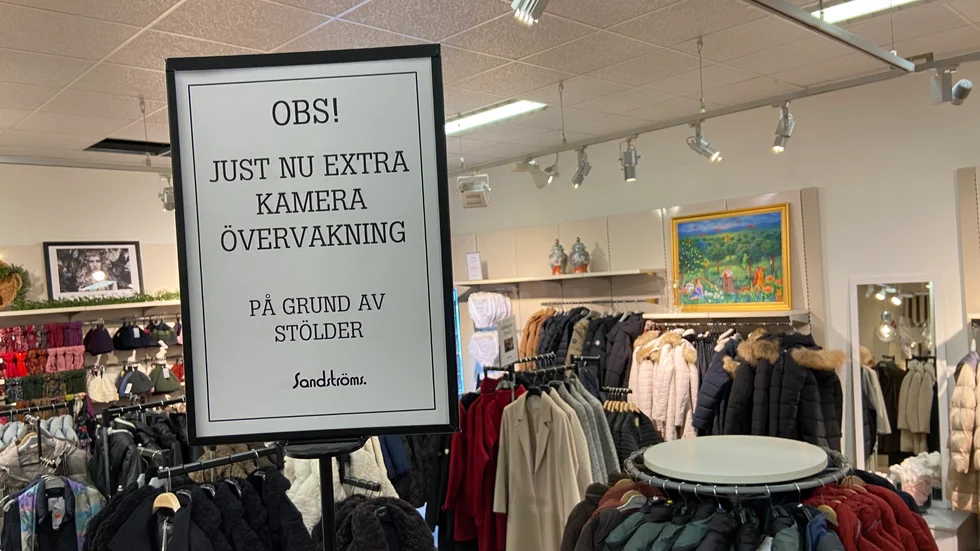 OBS!
JUST NU EXTRA
KAMERA
ÖVERVAKNING
PÅ GRUND AV
STÖLDER
Sandströms.